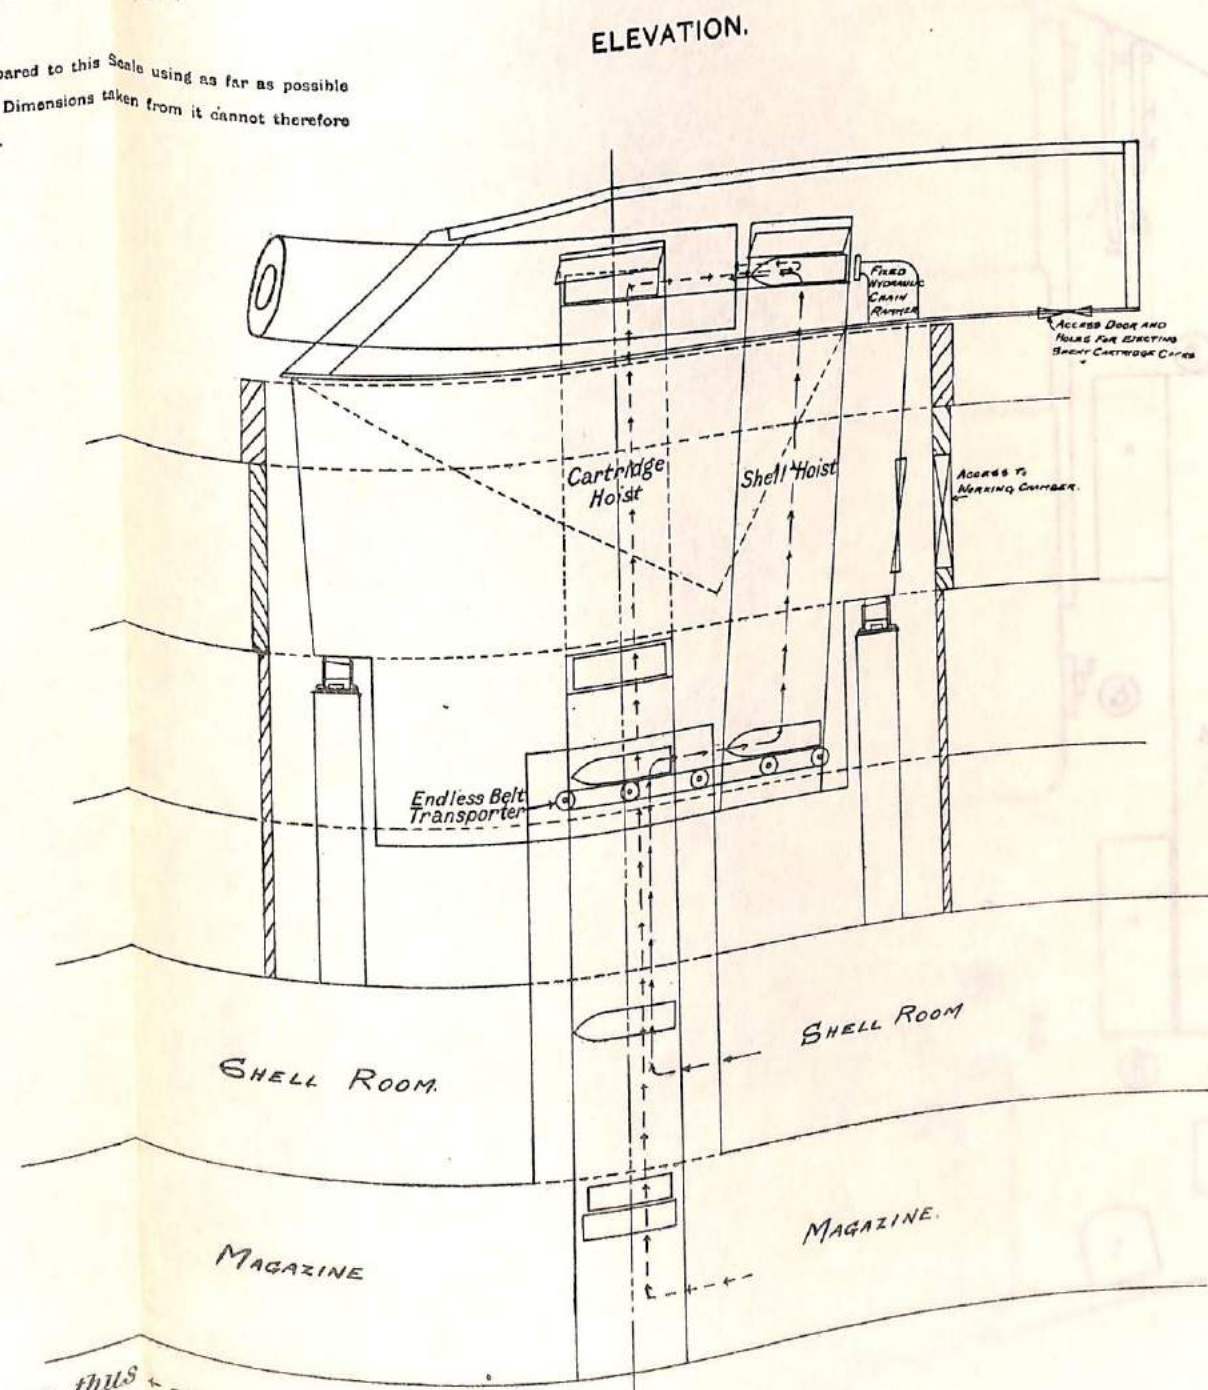 ELEVATION.
pared to this Scale using as far as possible
Dimensions taken from it cannot therefore
FIXED
HYDRAULIC
CHAIN
RAMMER
ACCESS DOOR AND
HOLES FOR EJECTING
SPENT CARTRIDGE CASES
Cartridge
Hoist
Shell Hoist
ACCESS TO
WORKING CHAMBER.
Endless Belt
Transporter
SHELL ROOM
SHELL ROOM.
MAGAZINE.
MAGAZINE
thus